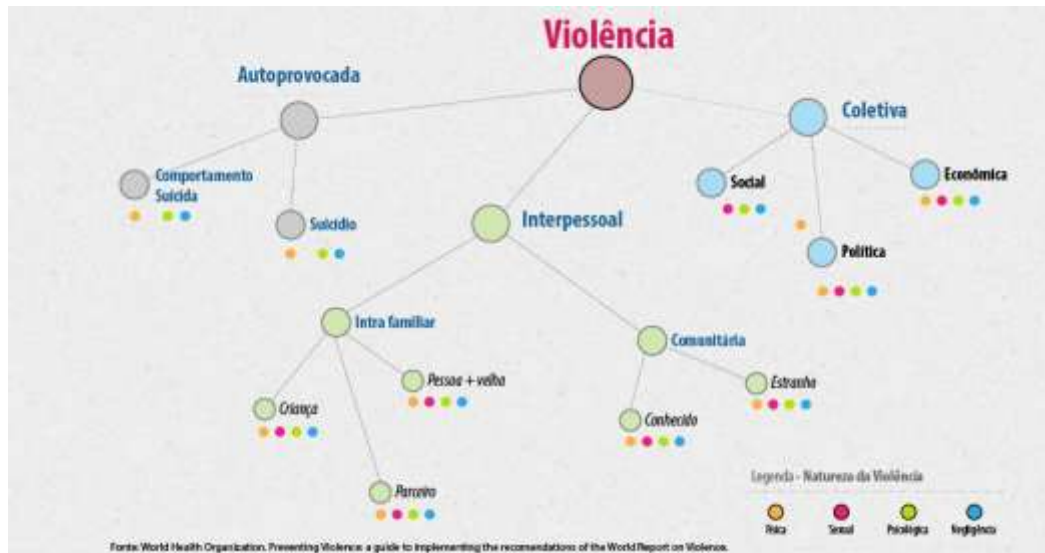 Violência
Autoprovocada
Coletiva
Comportamento
Suicida
Social
Econômica
Suicídio
Interpessoal
Política
Intra familiar
Comunitária
Pessoa + velha
Estranho
Criança
Conhecido
Parceiro
Legenda - Natureza da Violência
Física
Sexual
Psicológica
Negligência
Fonte: World Health Organization. Preventing Violence: a guide to implementing the recomendations of the World Report on Violence.